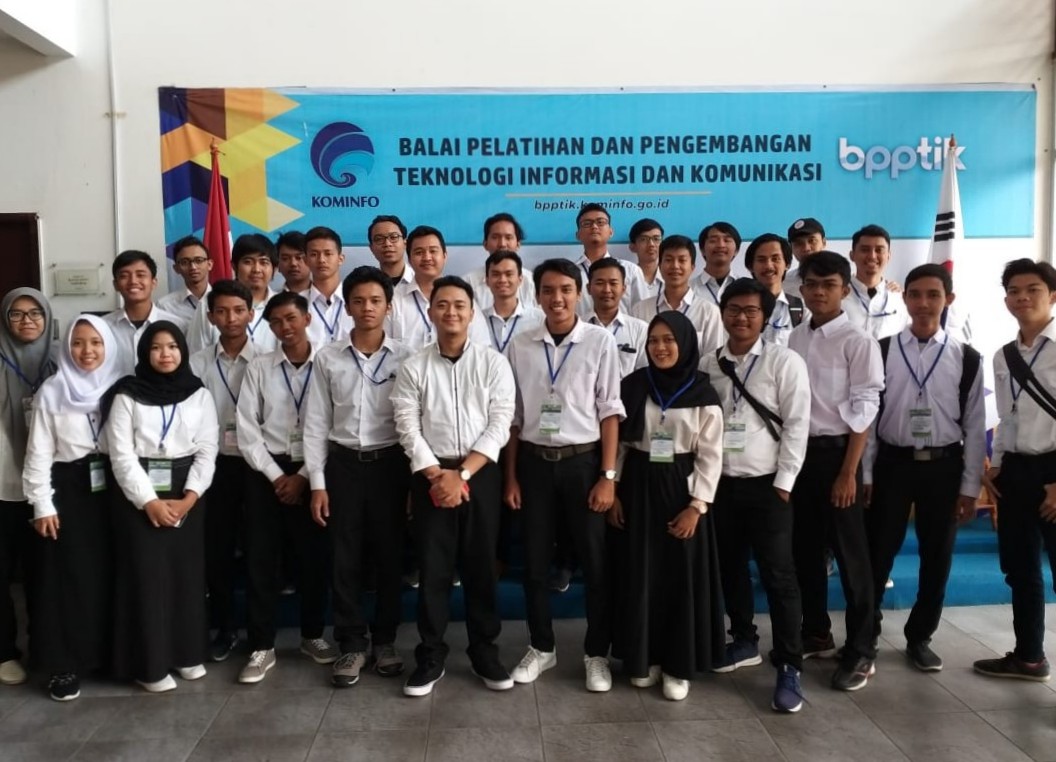 KOMINFO
BALAI PELATIHAN DAN PENGEMBANGAN
TEKNOLOGI INFORMASI DAN KOMUNIKASI
bpptik.kominfo.go.id
bpptik